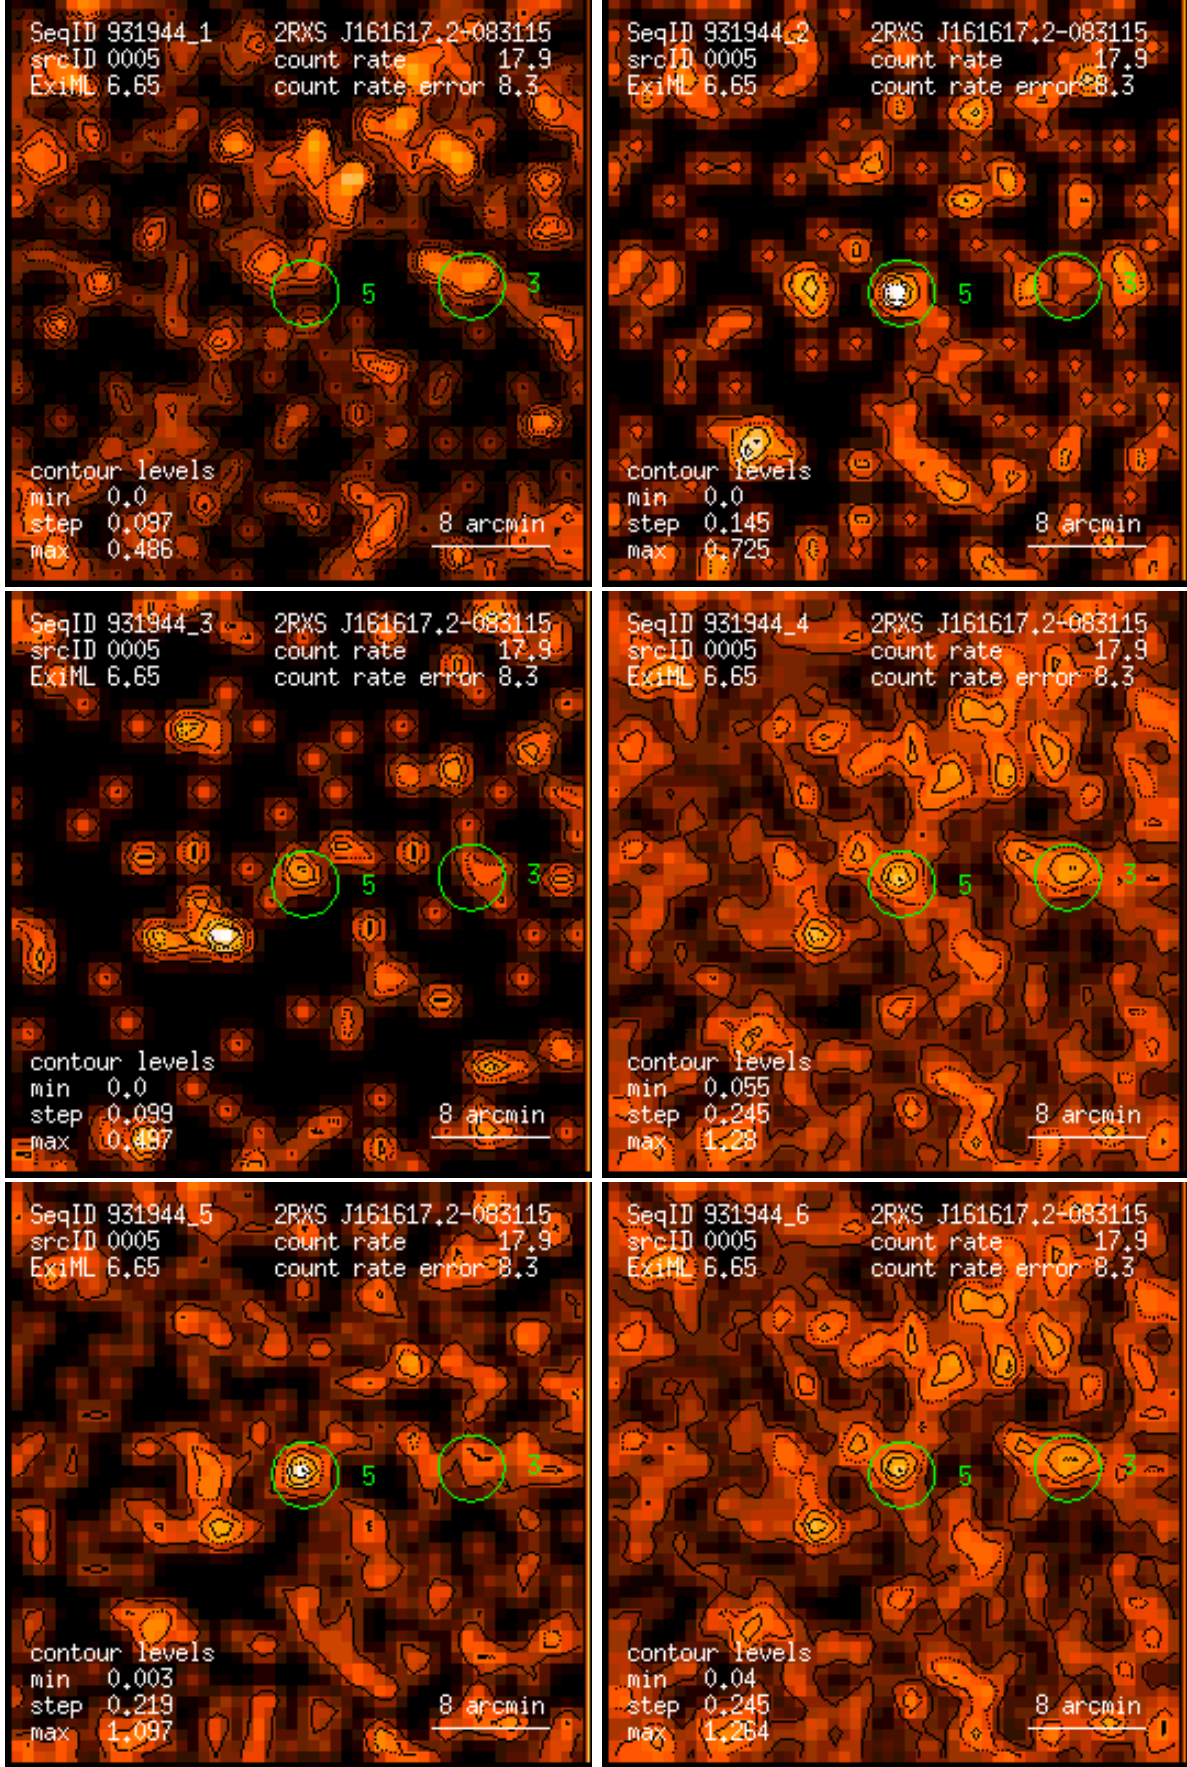 SeqID 931944_1 2RXS J161617.2-083115
srcID 0005 count rate 17.9
ExiML 6.65 count rate error 8.3
5
3
contour levels
min 0.0
step 0.097
max 0.486
8 arcmin
SeqID 931944_2 2RXS J161617.2-083115
srcID 0005 count rate 17.9
ExiML 6.65 count rate error 8.3
5
3
contour levels
min 0.0
step 0.145
max 0.725
8 arcmin
SeqID 931944_3 2RXS J161617.2-083115
srcID 0005 count rate 17.9
ExiML 6.65 count rate error 8.3
5
3
contour levels
min 0.0
step 0.099
max 0.497
8 arcmin
SeqID 931944_4 2RXS J161617.2-083115
srcID 0005 count rate 17.9
ExiML 6.65 count rate error 8.3
5
3
contour levels
min 0.055
step 0.245
max 1.28
8 arcmin
SeqID 931944_5 2RXS J161617.2-083115
srcID 0005 count rate 17.9
ExiML 6.65 count rate error 8.3
5
3
contour levels
min 0.003
step 0.219
max 1.097
8 arcmin
SeqID 931944_6 2RXS J161617.2-083115
srcID 0005 count rate 17.9
ExiML 6.65 count rate error 8.3
5
3
contour levels
min 0.04
step 0.245
max 1.264
8 arcmin